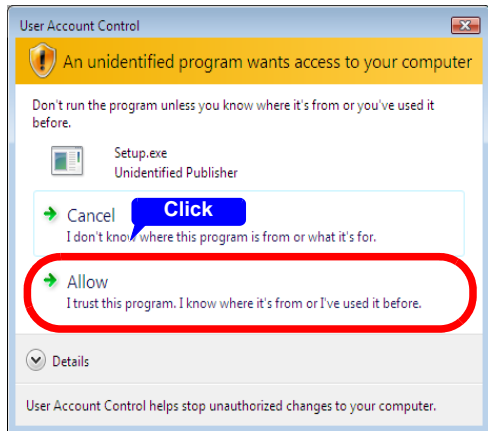 User Account Control
An unidentified program wants access to your computer
Don't run the program unless you know where it's from or you've used it
before.
Setup.exe
Unidentified Publisher
Cancel
Click
I don't know where this program is from or what it's for.
Allow
I trust this program. I know where it's from or I've used it before.
Details
User Account Control helps stop unauthorized changes to your computer.